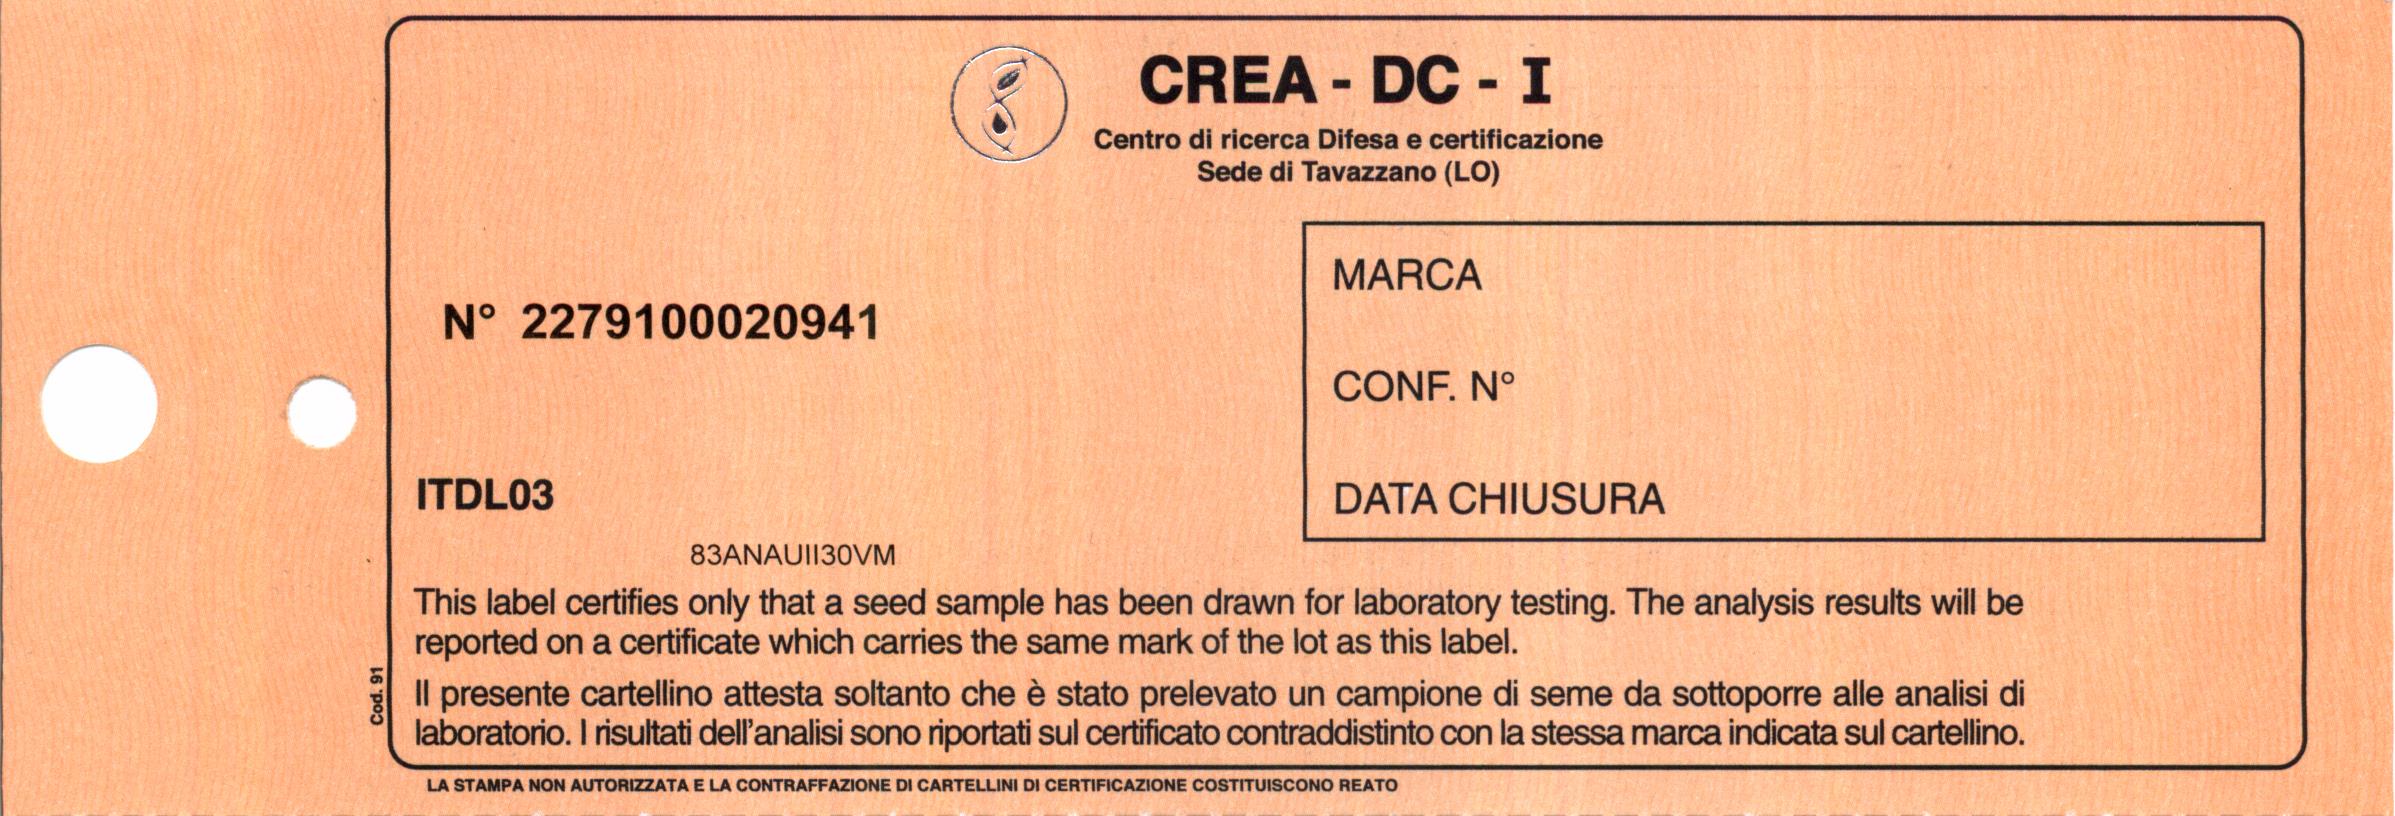 CREA - DC - I
Centro di ricerca Difesa e certificazione
Sede di Tavazzano (LO)
MARCA
N° 2279100020941
CONF. N°
ITDL03
DATA CHIUSURA
83ANAUII30VM
This label certifies only that a seed sample has been drawn for laboratory testing. The analysis results will be
reported on a certificate which carries the same mark of the lot as this label.
Il presente cartellino attesta soltanto che è stato prelevato un campione di seme da sottoporre alle analisi di
laboratorio. I risultati dell'analisi sono riportati sul certificato contraddistinto con la stessa marca indicata sul cartellino.
Cod. 91
LA STAMPA NON AUTORIZZATA E LA CONTRAFFAZIONE DI CARTELLINI DI CERTIFICAZIONE COSTITUISCONO REATO